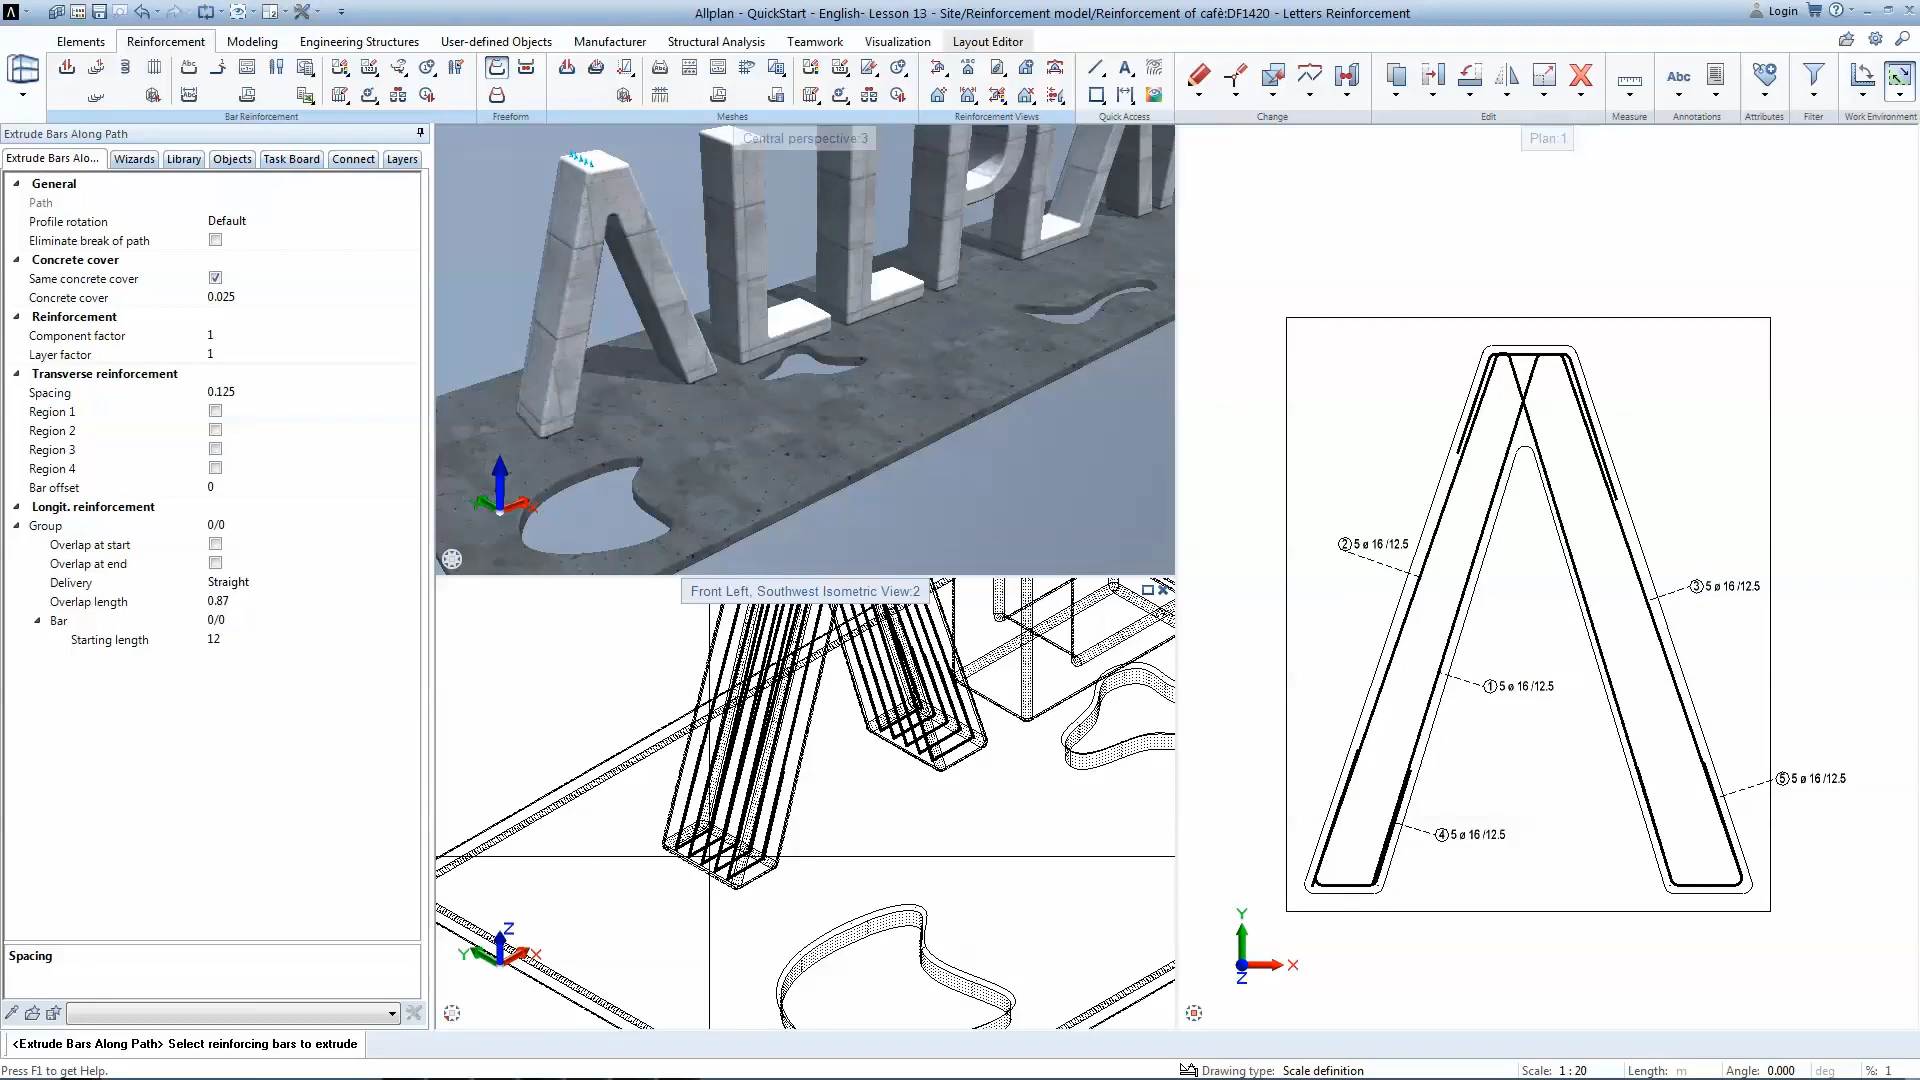 Allplan - QuickStart - English- Lesson 13 - Site/Reinforcement model/Reinforcement of cafè:DF1420 - Letters Reinforcement
Login
Elements Reinforcement Modeling Engineering Structures User-defined Objects Manufacturer Structural Analysis Teamwork Visualization Layout Editor
Bar Reinforcement Freeform Meshes Reinforcement Views Quick Access Change Edit Measure Annotations Attributes Filter Work Environment
Abc
Extrude Bars Along Path
Extrude Bars Alo... Wizards Library Objects Task Board Connect Layers
General
Path
Profile rotation Default
Eliminate break of path
Concrete cover
Same concrete cover
Concrete cover 0.025
Reinforcement
Component factor 1
Layer factor 1
Transverse reinforcement
Spacing 0.125
Region 1
Region 2
Region 3
Region 4
Bar offset 0
Longit. reinforcement
Group 0/0
Overlap at start
Overlap at end
Delivery Straight
Overlap length 0.87
Bar 0/0
Starting length 12
Spacing
<Extrude Bars Along Path> Select reinforcing bars to extrude
Press F1 to get Help.
Central perspective:3
Front Left, Southwest Isometric View:2
Z
Y X
Plan:1
2 5 ø 16 /12.5
3 5 ø 16 /12.5
1 5 ø 16 /12.5
5 5 ø 16 /12.5
4 5 ø 16 /12.5
Y
X
Z
Drawing type: Scale definition Scale: 1 : 20 Length: m Angle: 0.000 deg %: 1